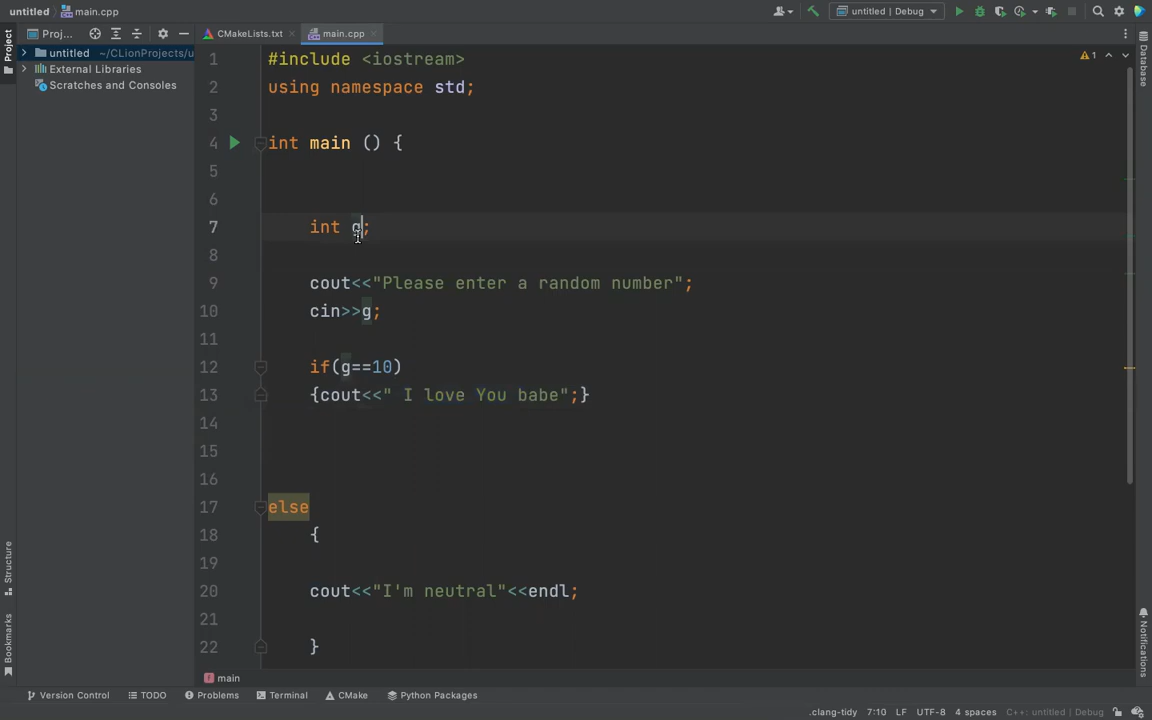 untitled main.cpp
untitled | Debug
Proj...
CMakeLists.txt
main.cpp
Project
untitled ~/CLionProjects/u
External Libraries
Scratches and Consoles
1 #include <iostream>
2 using namespace std;
3
4 int main () {
5
6
7 int g;
8
9 cout<<"Please enter a random number";
10 cin>>g;
11
12 if(g==10)
13 {cout<<" I love You babe";}
14
15
16
17 else
18 {
19
20 cout<<"I'm neutral"<<endl;
21
22 }
1
Database
Notifications
Structure
Bookmarks
main
Version Control TODO Problems Terminal CMake Python Packages
.clang-tidy 7:10 LF UTF-8 4 spaces C++: untitled | Debug